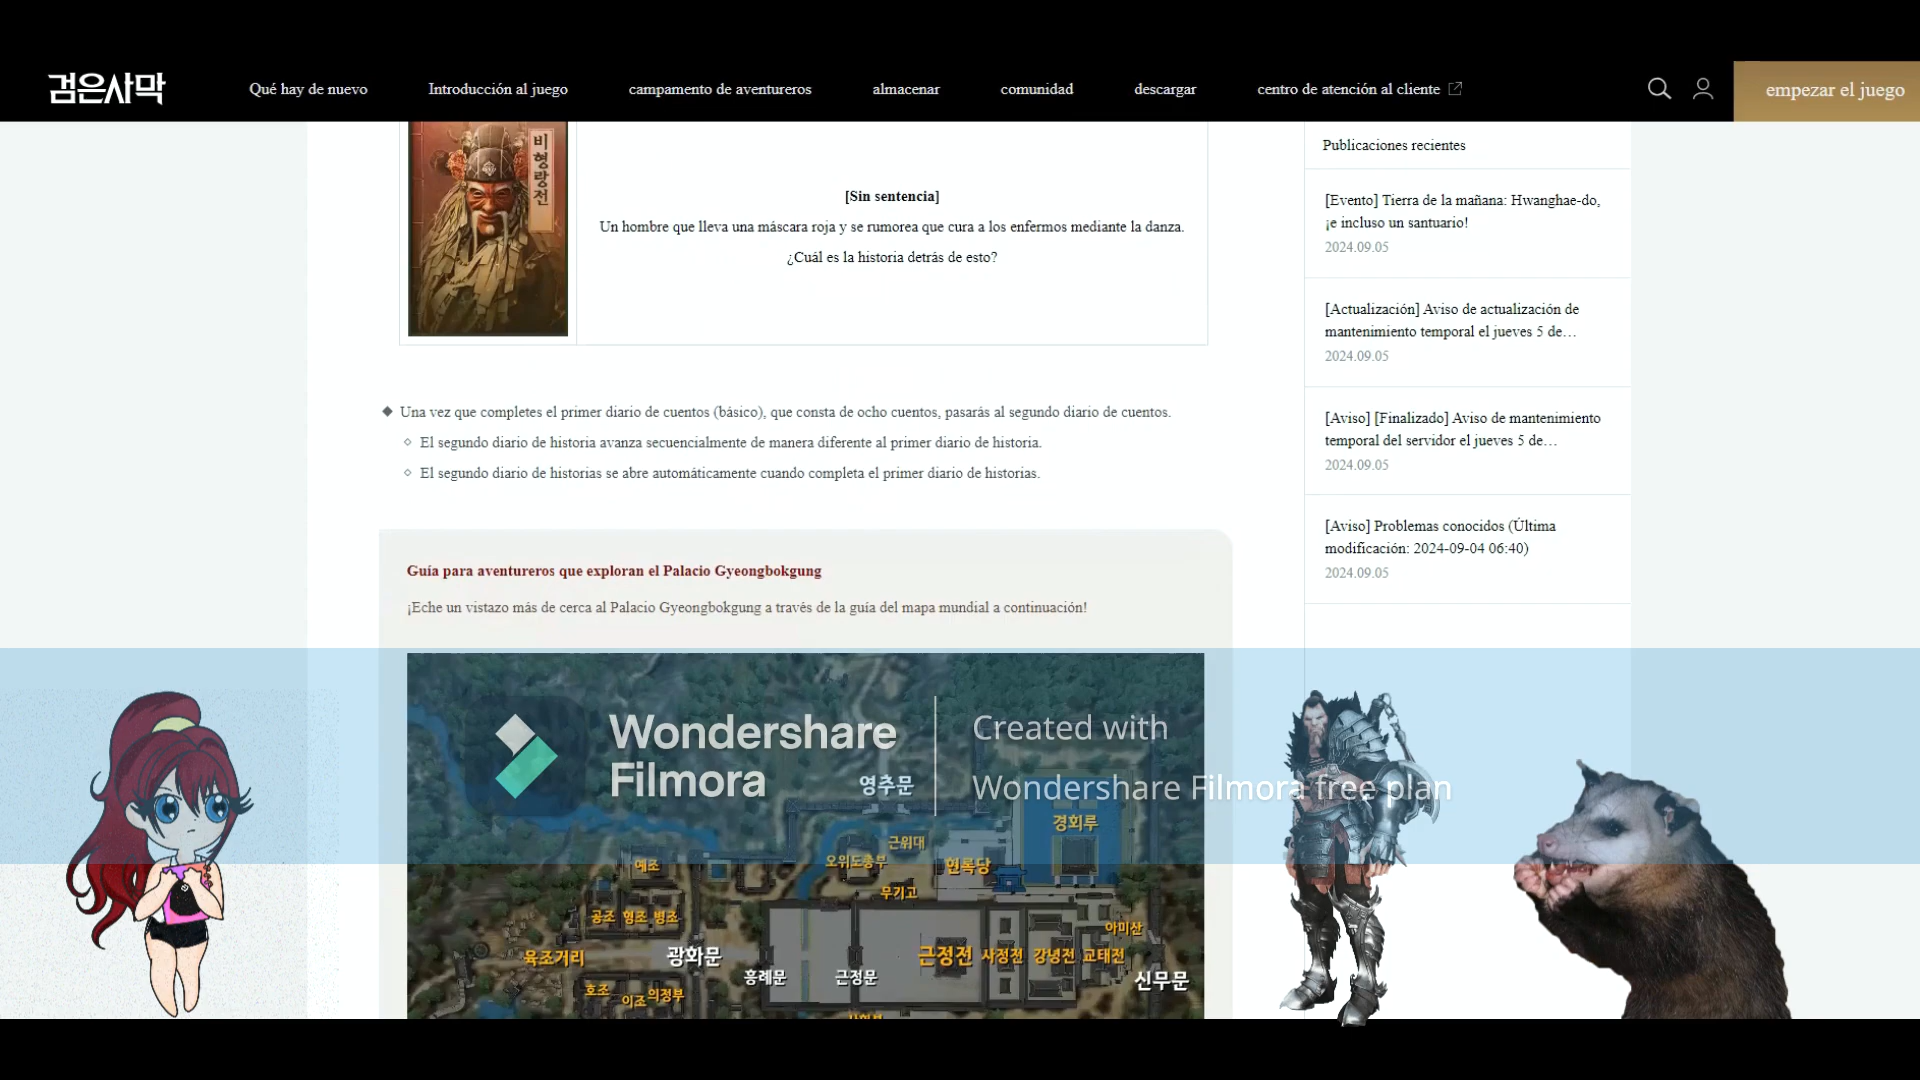 검은사막
Qué hay de nuevo
Introducción al juego
campamento de aventureros
almacenar
comunidad
descargar
centro de atención al cliente
empezar el juego
비형랑전
[Sin sentencia]
Un hombre que lleva una máscara roja y se rumorea que cura a los enfermos mediante la danza.
¿Cuál es la historia detrás de esto?
Una vez que completes el primer diario de cuentos (básico), que consta de ocho cuentos, pasarás al segundo diario de cuentos.
El segundo diario de historia avanza secuencialmente de manera diferente al primer diario de historia.
El segundo diario de historias se abre automáticamente cuando completa el primer diario de historias.
Guía para aventureros que exploran el Palacio Gyeongbokgung
¡Eche un vistazo más de cerca al Palacio Gyeongbokgung a través de la guía del mapa mundial a continuación!
Publicaciones recientes
[Evento] Tierra de la mañana: Hwanghae-do,
¡e incluso un santuario!
2024.09.05
[Actualización] Aviso de actualización de
mantenimiento temporal el jueves 5 de…
2024.09.05
[Aviso] [Finalizado] Aviso de mantenimiento
temporal del servidor el jueves 5 de…
2024.09.05
[Aviso] Problemas conocidos (Última
modificación: 2024-09-04 06:40)
2024.09.05
Wondershare
Filmora
Created with
Wondershare Filmora free plan
영추문
경회루
근위대
오위도총부
예조
무기고
공조 형조 병조
아미산
육조거리
광화문
근정전 사정전 강녕전 교태전
흥례문
근정문
신무문
호조
이조 의정부